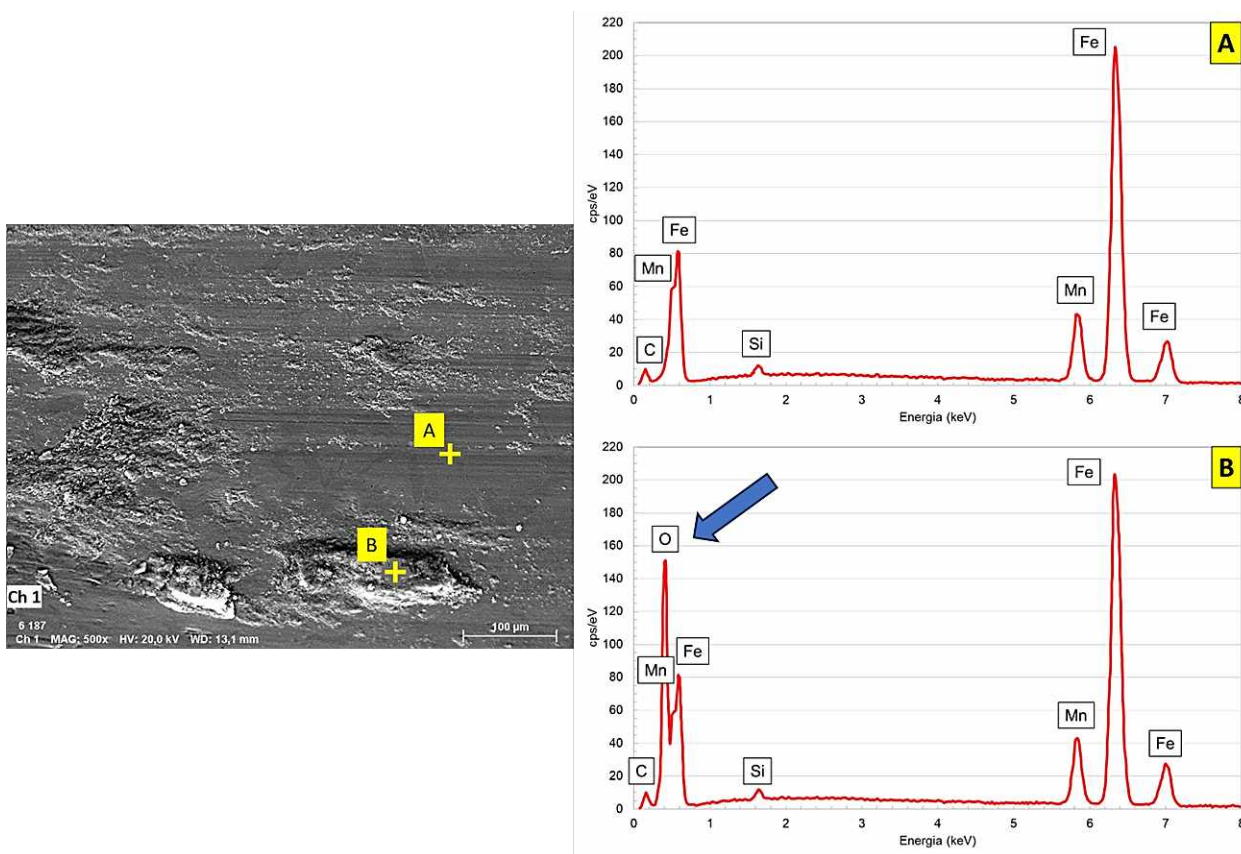 A
B
Ch 1
6 187
Ch 1 MAG: 500x HV: 20,0 kV WD: 13,1 mm
100 µm
A
220
200
180
160
140
120
100
80
60
40
20
0
cps/eV
Fe
Fe
Mn
C
Si
Mn
Fe
0 1 2 3 4 5 6 7 8
Energia (keV)
B
220
200
180
160
140
120
100
80
60
40
20
0
cps/eV
Fe
O
Fe
Mn
C
Si
Mn
Fe
0 1 2 3 4 5 6 7 8
Energia (keV)